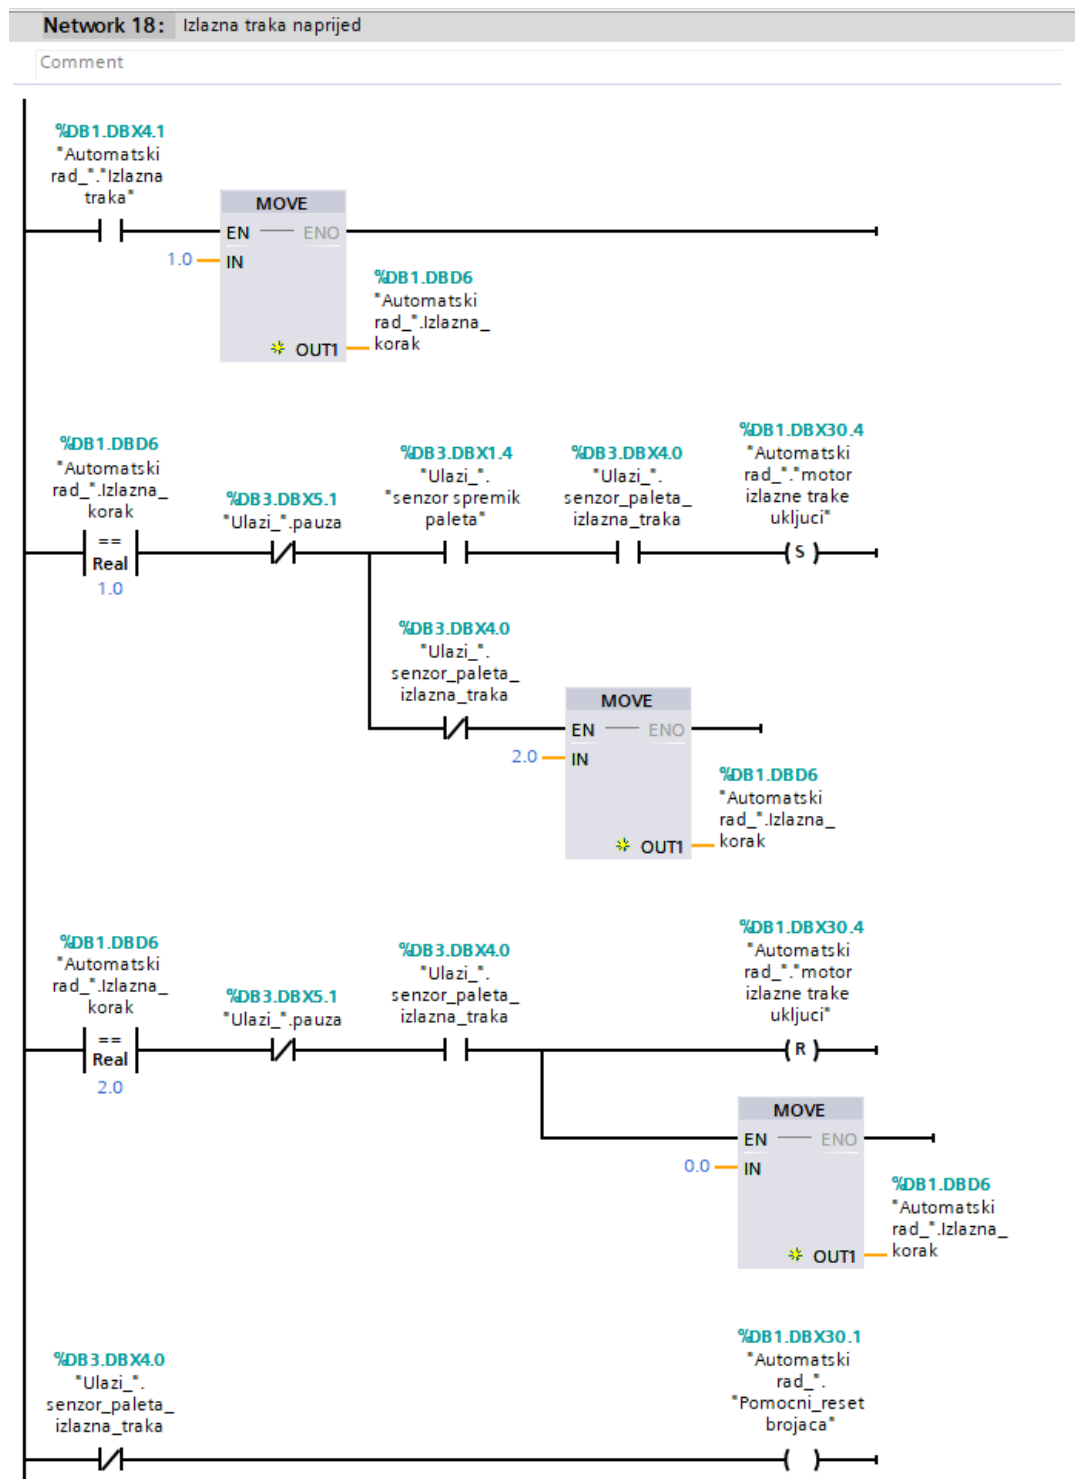 Network 18: Izlazna traka naprijed
Comment
%DB1.DBX4.1
"Automatski
rad_"."Izlazna
traka"
MOVE
EN ENO
1.0 IN
%DB1.DBD6
"Automatski
rad_".Izlazna_
korak
OUT1
%DB1.DBD6
"Automatski
rad_".Izlazna_
korak
==
Real
1.0
%DB3.DBX5.1
"Ulazi_".pauza
%DB3.DBX1.4
"Ulazi_".
"senzor spremik
paleta"
%DB3.DBX4.0
"Ulazi_".
senzor_paleta_
izlazna_traka
%DB1.DBX30.4
"Automatski
rad_"."motor
izlazne trake
ukljuci"
S
%DB3.DBX4.0
"Ulazi_".
senzor_paleta_
izlazna_traka
MOVE
EN ENO
2.0 IN
%DB1.DBD6
"Automatski
rad_".Izlazna_
korak
OUT1
%DB1.DBD6
"Automatski
rad_".Izlazna_
korak
==
Real
2.0
%DB3.DBX5.1
"Ulazi_".pauza
%DB3.DBX4.0
"Ulazi_".
senzor_paleta_
izlazna_traka
%DB1.DBX30.4
"Automatski
rad_"."motor
izlazne trake
ukljuci"
R
MOVE
EN ENO
0.0 IN
%DB1.DBD6
"Automatski
rad_".Izlazna_
korak
OUT1
%DB3.DBX4.0
"Ulazi_".
senzor_paleta_
izlazna_traka
%DB1.DBX30.1
"Automatski
rad_".
"Pomocni_reset
brojaca"